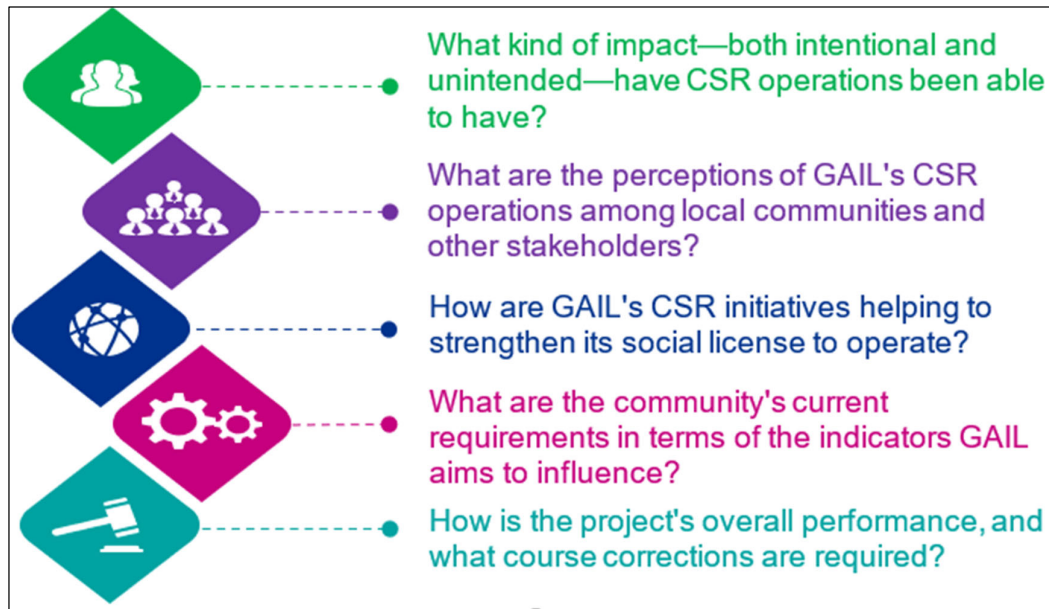 What kind of impact—both intentional and
unintended—have CSR operations been able
to have?
What are the perceptions of GAIL's CSR
operations among local communities and
other stakeholders?
How are GAIL's CSR initiatives helping to
strengthen its social license to operate?
What are the community's current
requirements in terms of the indicators GAIL
aims to influence?
How is the project's overall performance, and
what course corrections are required?